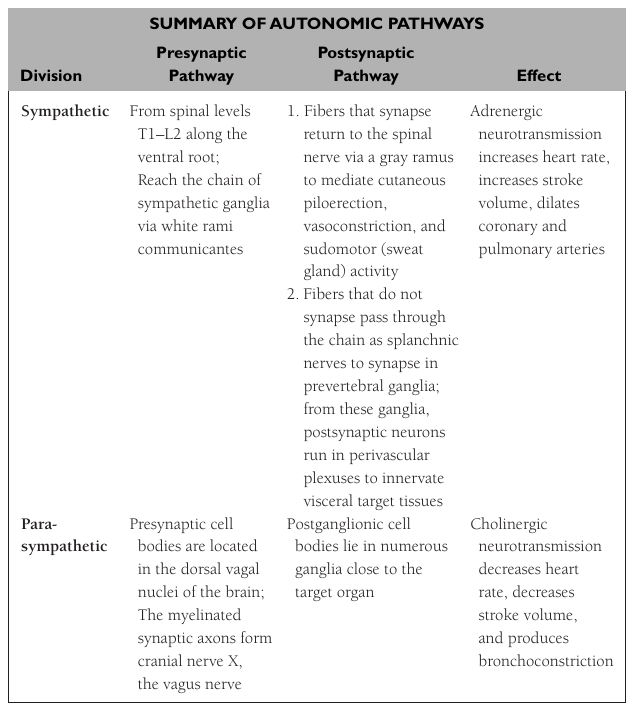 SUMMARY OF AUTONOMIC PATHWAYS
Division
Presynaptic
Pathway
Postsynaptic
Pathway
Effect
Sympathetic
From spinal levels
T1–L2 along the
ventral root;
Reach the chain of
sympathetic ganglia
via white rami
communicantes
1. Fibers that synapse
return to the spinal
nerve via a gray ramus
to mediate cutaneous
piloerection,
vasoconstriction, and
sudomotor (sweat
gland) activity
2. Fibers that do not
synapse pass through
the chain as splanchnic
nerves to synapse in
prevertebral ganglia;
from these ganglia,
postsynaptic neurons
run in perivascular
plexuses to innervate
visceral target tissues
Adrenergic
neurotransmission
increases heart rate,
increases stroke
volume, dilates
coronary and
pulmonary arteries
Para-
sympathetic
Presynaptic cell
bodies are located
in the dorsal vagal
nuclei of the brain;
The myelinated
synaptic axons form
cranial nerve X,
the vagus nerve
Postganglionic cell
bodies lie in numerous
ganglia close to the
target organ
Cholinergic
neurotransmission
decreases heart
rate, decreases
stroke volume,
and produces
bronchoconstriction